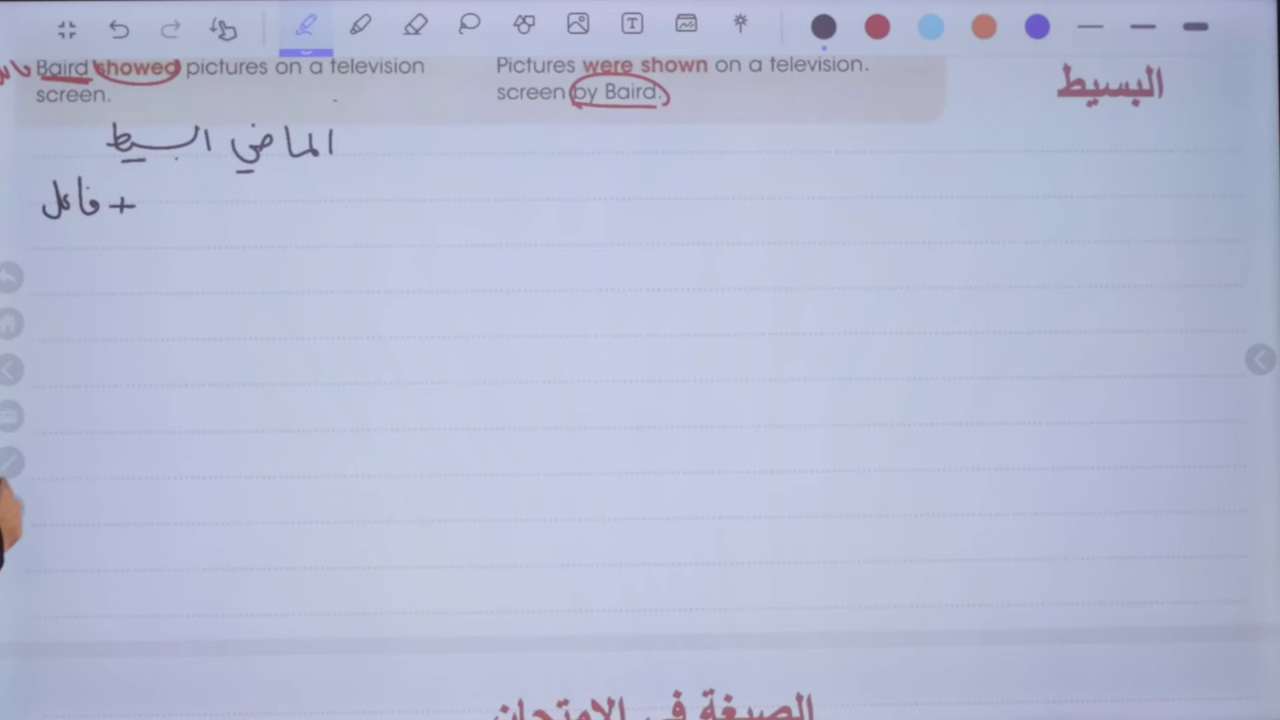 Baird showed pictures on a television
screen.
Pictures were shown on a television.
screen by Baird.
البسيط
الماضي البسيط
فاعل +
الصيغة في الامتحان